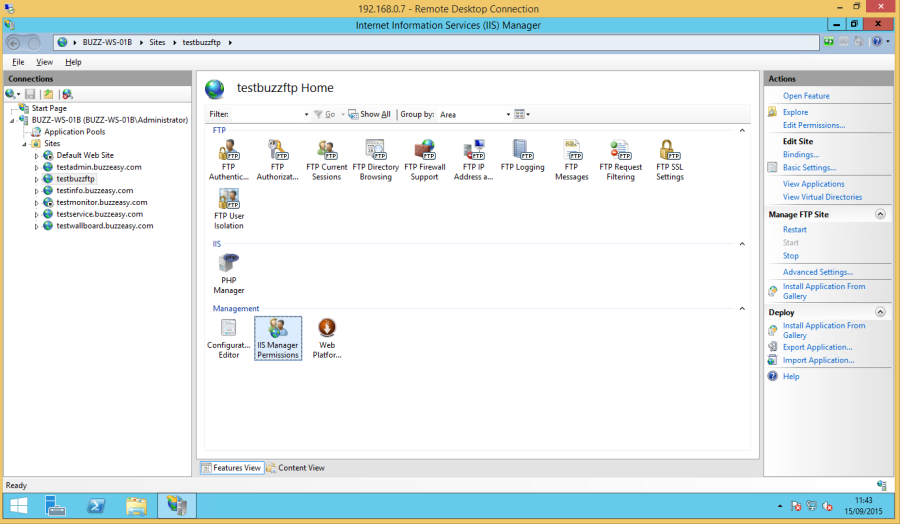 192.168.0.7 - Remote Desktop Connection
Internet Information Services (IIS) Manager
BUZZ-WS-01B Sites testbuzzftp
File View Help
Connections
Start Page
BUZZ-WS-01B (BUZZ-WS-01B\Administrator)
Application Pools
Sites
Default Web Site
testadmin.buzzeasy.com
testbuzzftp
testinfo.buzzeasy.com
testmonitor.buzzeasy.com
testservice.buzzeasy.com
testwallboard.buzzeasy.com
testbuzzftp Home
Filter: Go Show All Group by: Area
FTP
FTP Authentic...
FTP Authorizat...
FTP Current Sessions
FTP Directory Browsing
FTP Firewall Support
FTP IP Address a...
FTP Logging
FTP Messages
FTP Request Filtering
FTP SSL Settings
FTP User Isolation
IIS
PHP Manager
Management
Configurat... Editor
IIS Manager Permissions
Web Platfor...
Features View Content View
Actions
Open Feature
Explore
Edit Permissions...
Edit Site
Bindings...
Basic Settings...
View Applications
View Virtual Directories
Manage FTP Site
Restart
Start
Stop
Advanced Settings...
Install Application From
Gallery
Deploy
Install Application From
Gallery
Export Application...
Import Application...
Help
Ready
11:43
15/09/2015